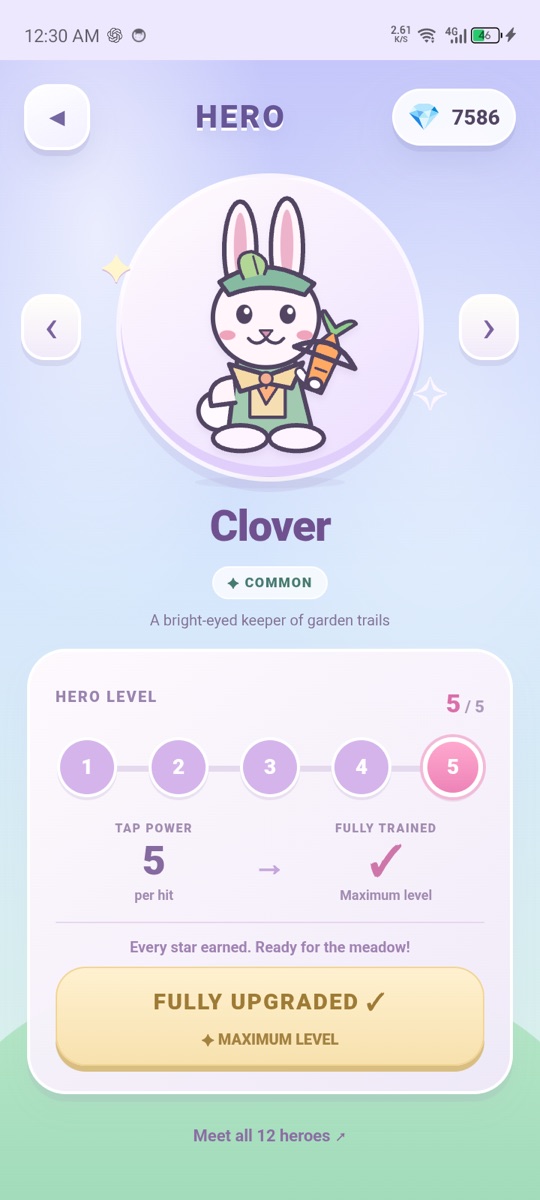 12:30 AM
2.61 K/S
4G
46
HERO
7586
Clover
COMMON
A bright-eyed keeper of garden trails
HERO LEVEL
5 / 5
1 2 3 4 5
TAP POWER
5
per hit
→
FULLY TRAINED
✓
Maximum level
Every star earned. Ready for the meadow!
FULLY UPGRADED ✓
✦ MAXIMUM LEVEL
Meet all 12 heroes ↗